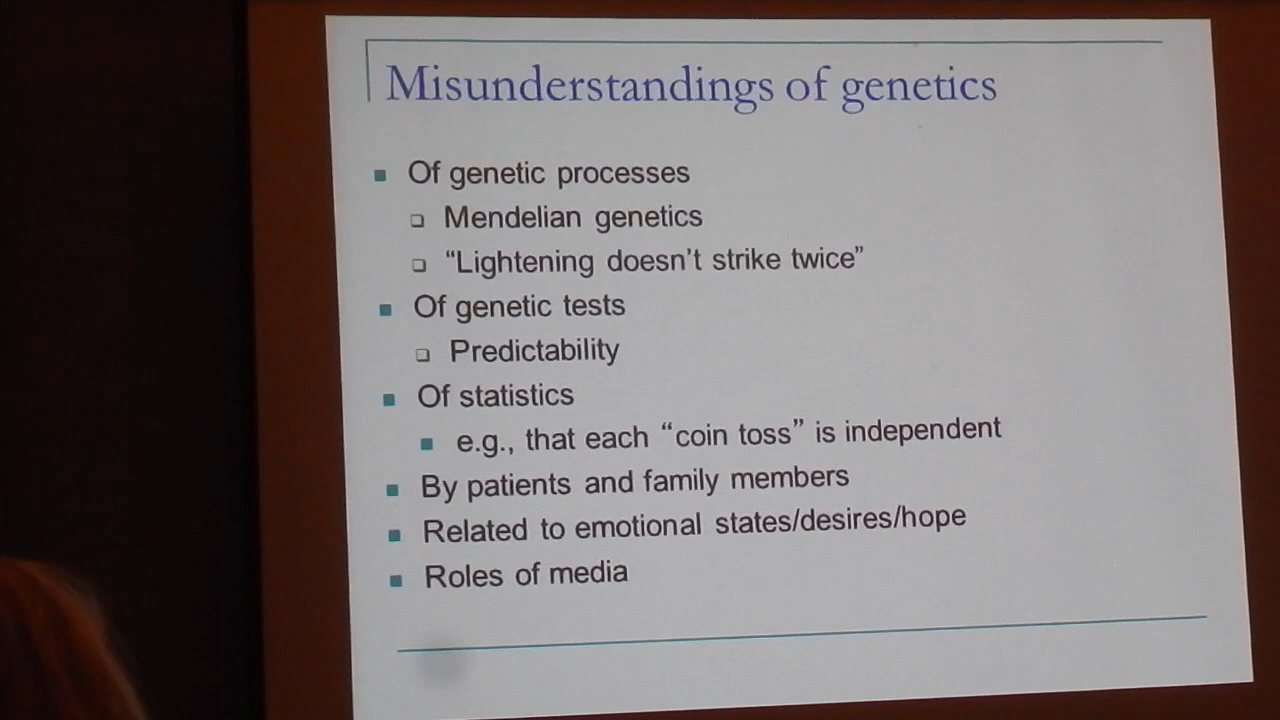 Misunderstandings of genetics
Of genetic processes
Mendelian genetics
“Lightening doesn’t strike twice”
Of genetic tests
Predictability
Of statistics
e.g., that each “coin toss” is independent
By patients and family members
Related to emotional states/desires/hope
Roles of media